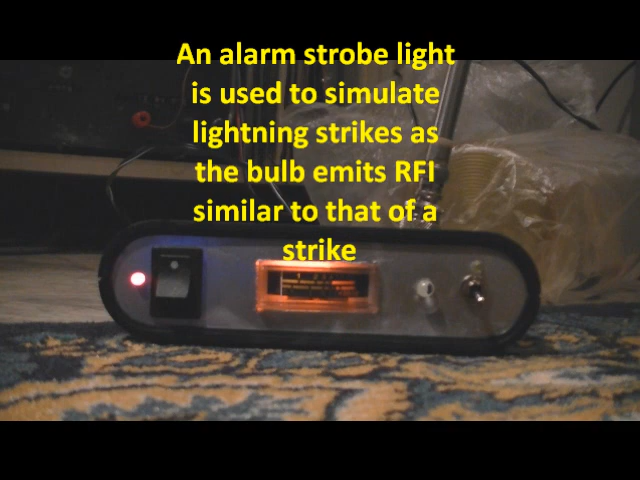 An alarm strobe light
is used to simulate
lightning strikes as
the bulb emits RFI
similar to that of a
strike